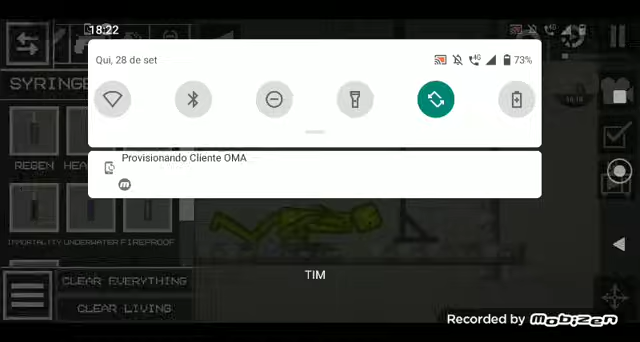 18:22
Qui, 28 de set
4G
73%
Provisionando Cliente OMA
SYRINGE
REGEN
IMMORTALITY UNDERWATER FIREPROOF
CLEAR EVERYTHING
CLEAR LIVING
TIM
Recorded by MOBIZEN